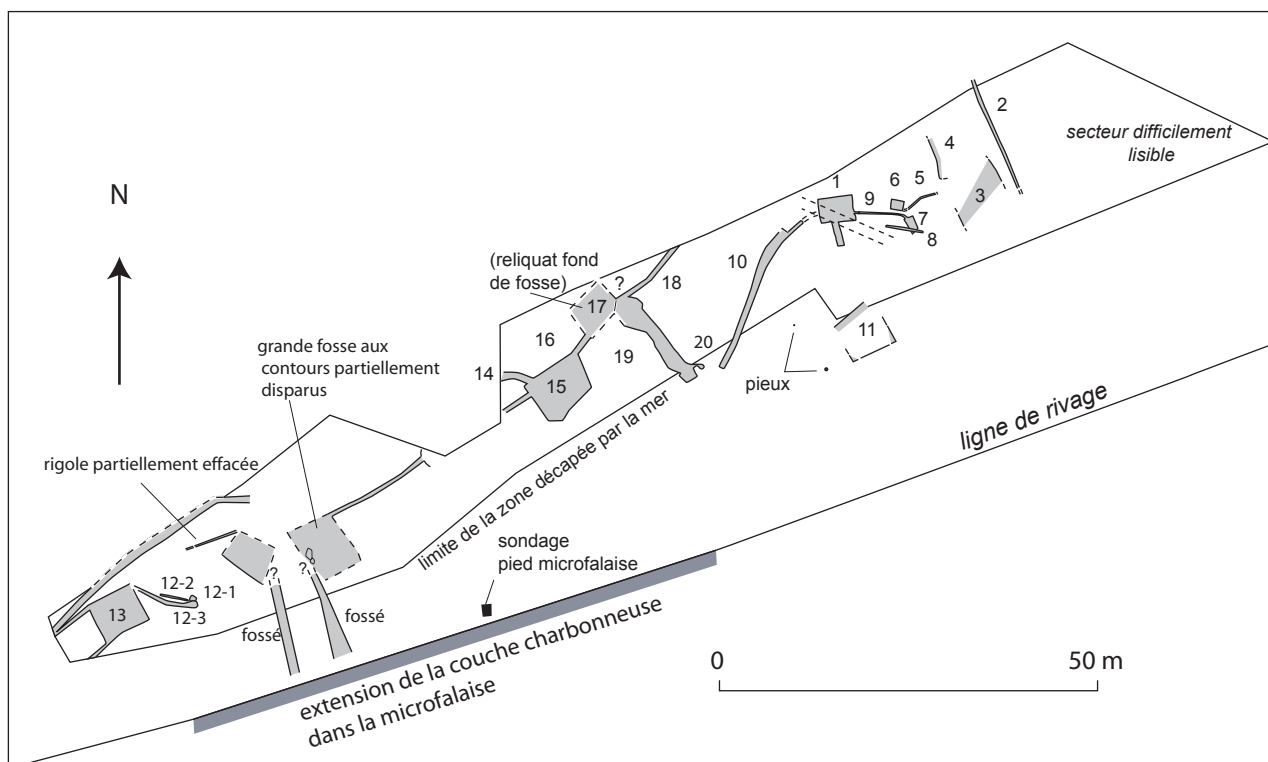 2
secteur difficilement
lisible
4
1
6
5
9
3
N
7
8
(reliquat fond
de fosse)
?
18
10
17
11
16
19
20
grande fosse aux
contours partiellement
disparus
14
15
pieux
ligne de rivage
rigole partiellement effacée
limite de la zone décapée par la mer
sondage
pied microfalaise
?
?
12-2
12-1
13
12-3
fossé
fossé
extension de la couche charbonneuse
dans la microfalaise
0
50 m